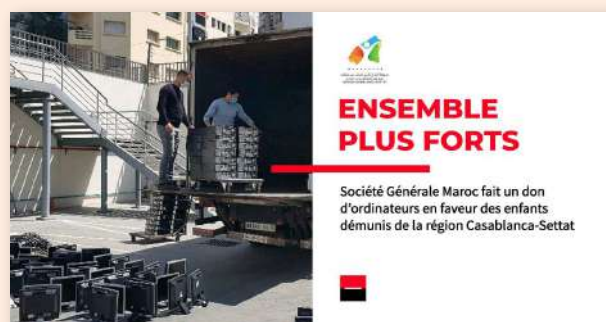 ENSEMBLE
PLUS FORTS
Société Générale Maroc fait un don
d'ordinateurs en faveur des enfants
démunis de la région Casablanca-Settat